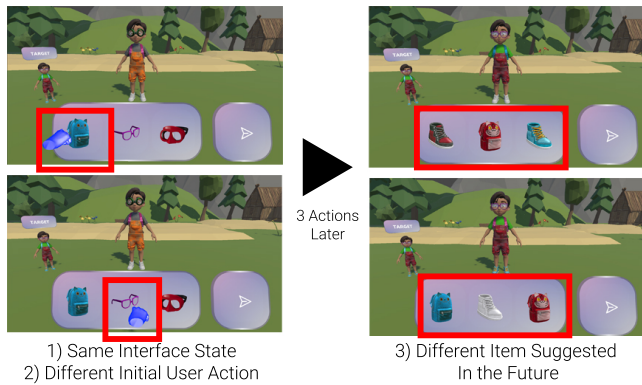 TARGET
TARGET
3 Actions
Later
TARGET
TARGET
1) Same Interface State
2) Different Initial User Action
3) Different Item Suggested
In the Future